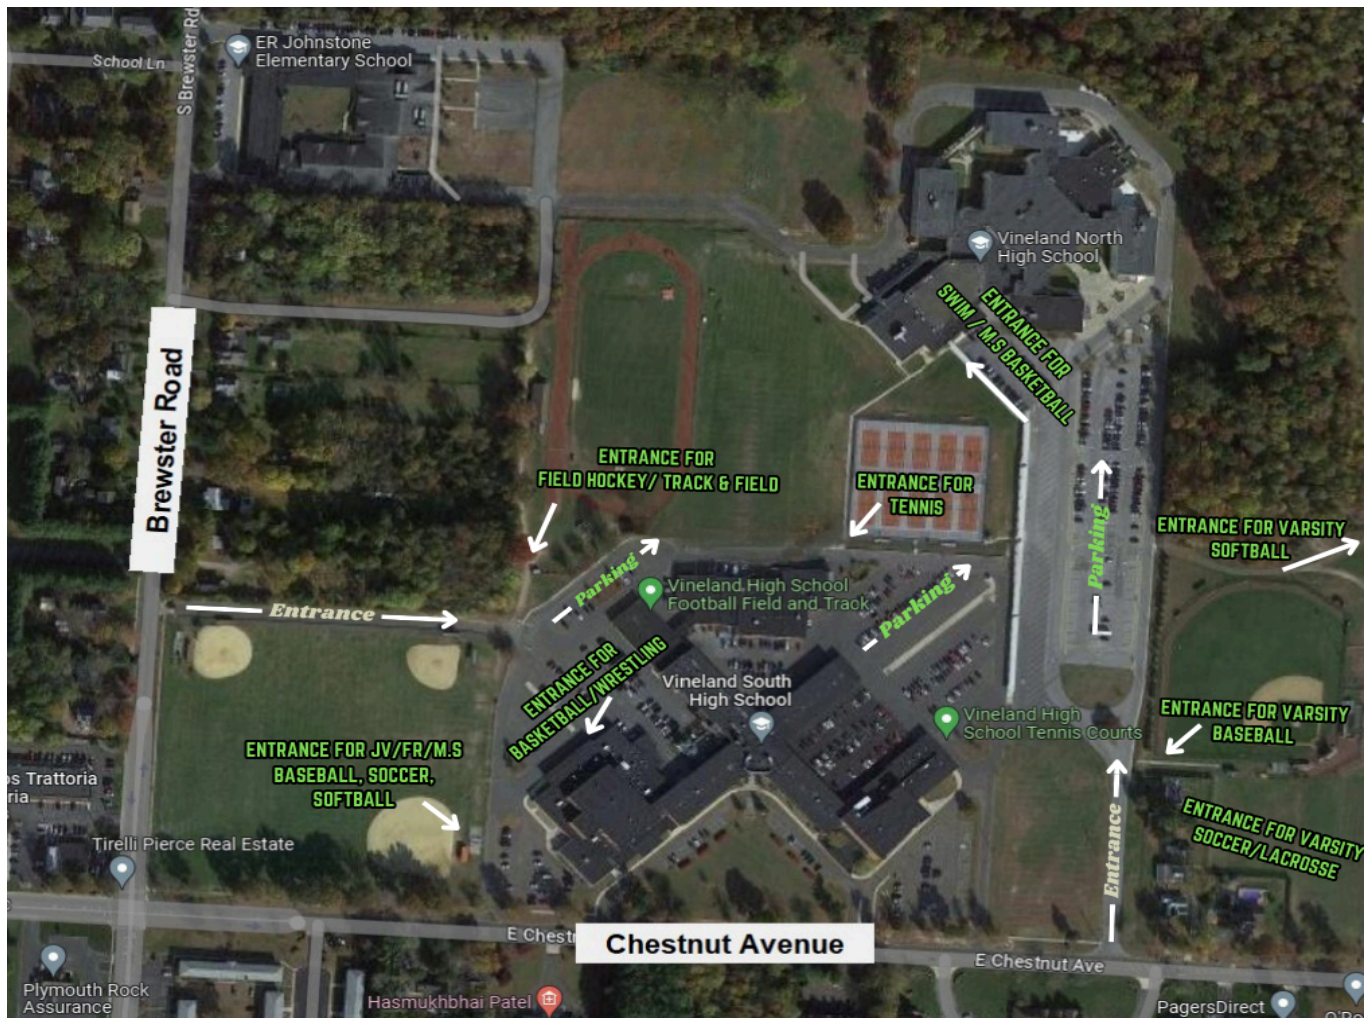 ER Johnstone
Elementary School
School Ln
S Brewster Rd
Vineland North
High School
ENTRANCE FOR
SWIM / M.S BASKETBALL
Brewster Road
ENTRANCE FOR
FIELD HOCKEY/ TRACK & FIELD
ENTRANCE FOR
TENNIS
Parking
ENTRANCE FOR VARSITY
SOFTBALL
Entrance
Parking
Vineland High School
Football Field and Track
Parking
ENTRANCE FOR
BASKETBALL/WRESTLING
Vineland South
High School
Vineland High
School Tennis Courts
ENTRANCE FOR VARSITY
BASEBALL
ENTRANCE FOR JV/FR/M.S
BASEBALL, SOCCER,
SOFTBALL
os Trattoria
ria
Tirelli Pierce Real Estate
Entrance
ENTRANCE FOR VARSITY
SOCCER/LACROSSE
E Chestn
Chestnut Avenue
E Chestnut Ave
Plymouth Rock
Assurance
Hasmukhbhai Patel
PagersDirect